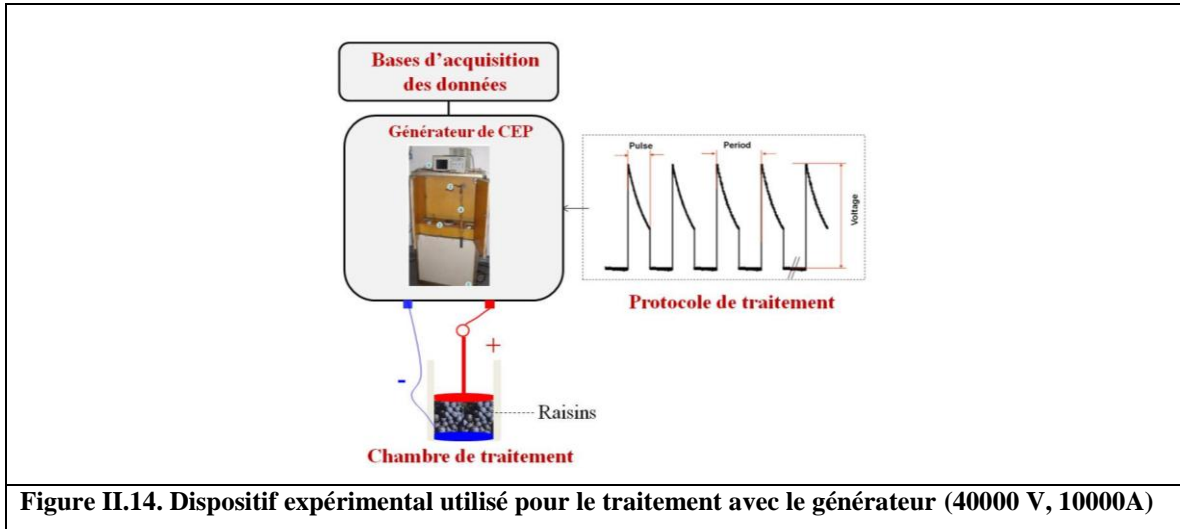 Bases d'acquisition
des données
Générateur de CEP
Pulse
Period
Voltage
Protocole de traitement
+
-
Raisins
Chambre de traitement
Figure II.14. Dispositif expérimental utilisé pour le traitement avec le générateur (40000 V, 10000A)